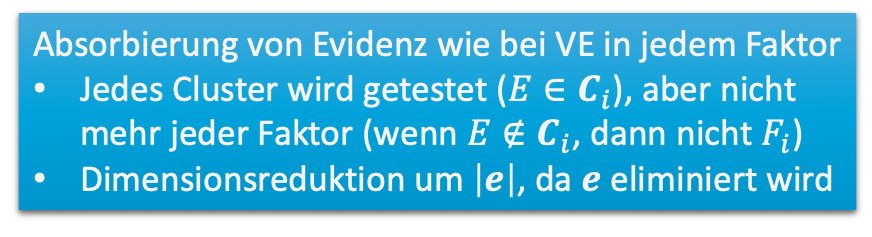 Absorbierung von Evidenz wie bei VE in jedem Faktor
• Jedes Cluster wird getestet (𝐸 ∈ 𝑪ᵢ), aber nicht
mehr jeder Faktor (wenn 𝐸 ∉ 𝑪ᵢ, dann nicht 𝐹ᵢ)
• Dimensionsreduktion um |𝒆|, da 𝒆 eliminiert wird